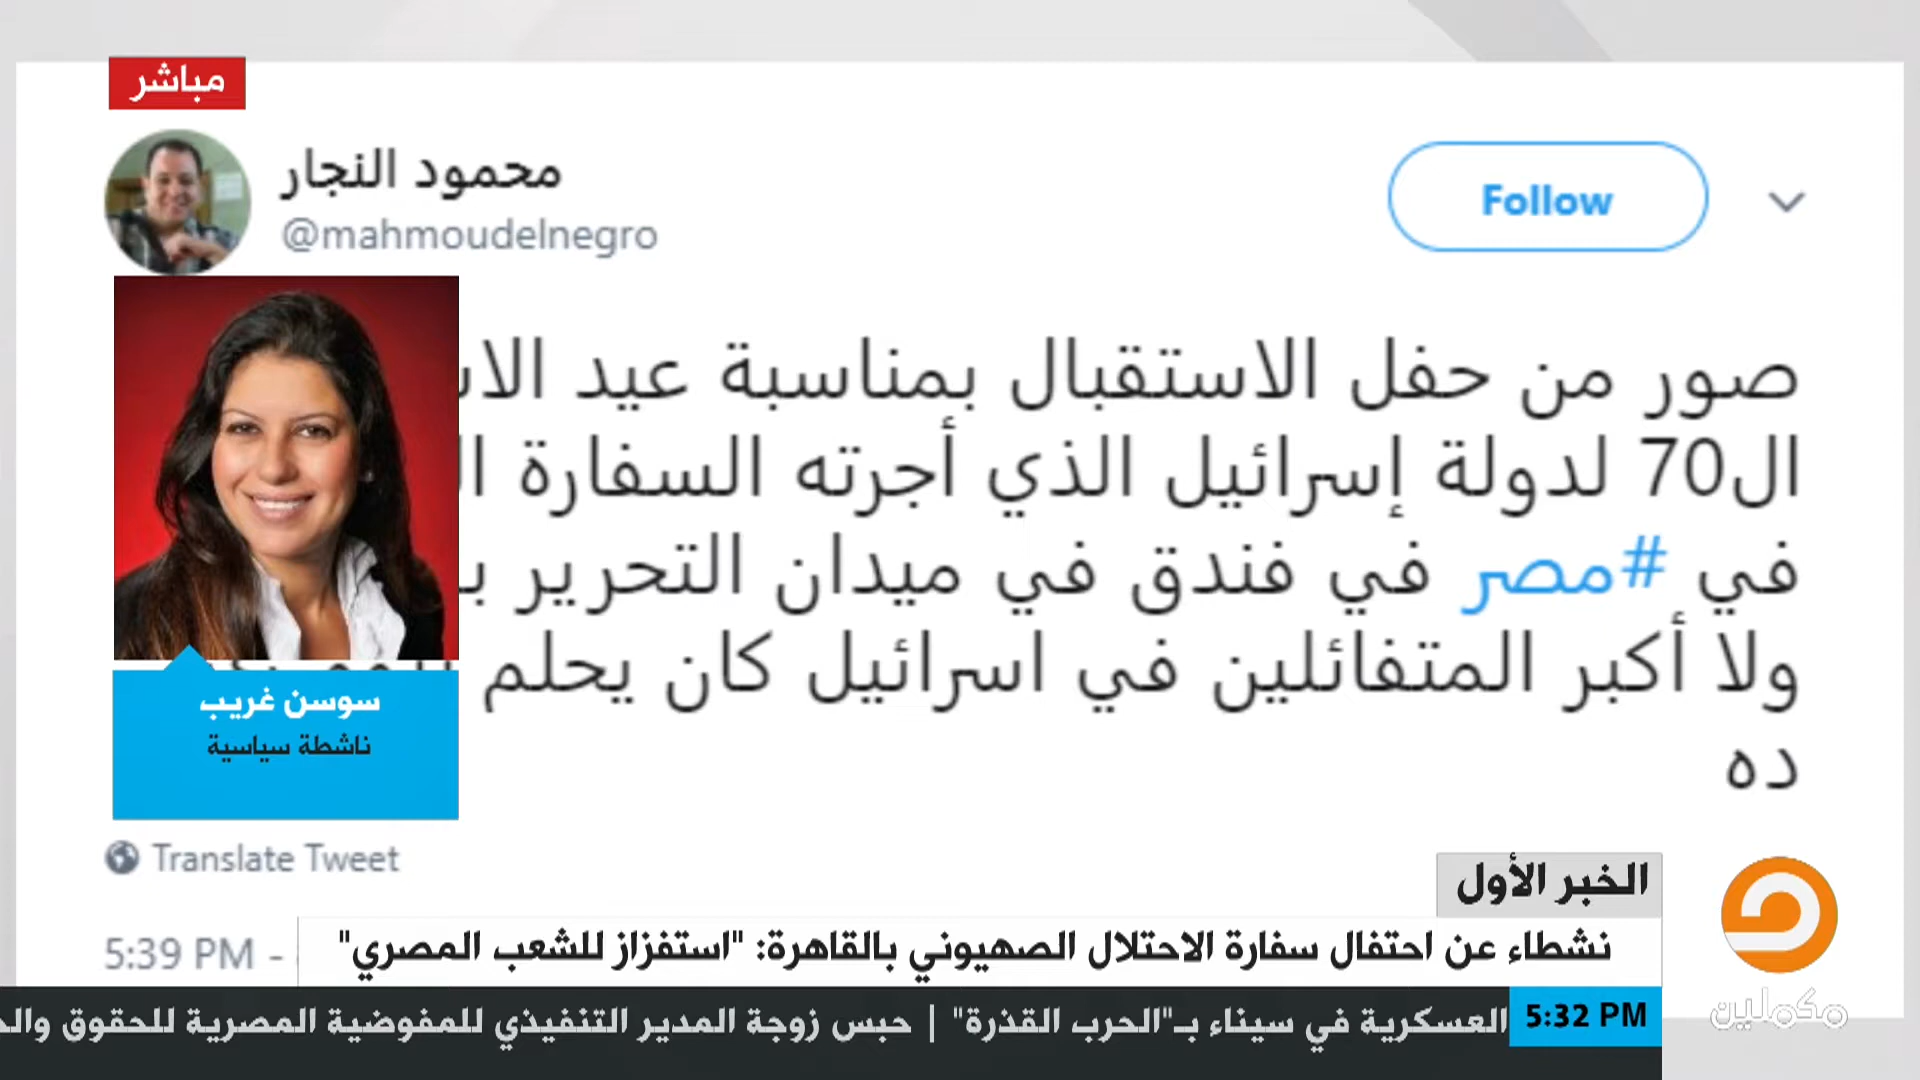 مباشر
محمود النجار
@mahmoudelnegro
Follow
صور من حفل الاستقبال بمناسبة عيد
ال70 لدولة إسرائيل الذي أجرته السفارة
في #مصر في فندق في ميدان التحرير
ولا أكبر المتفائلين في اسرائيل كان يحلم
ده
سوسن غريب
ناشطة سياسية
Translate Tweet
5:39 PM -
الخبر الأول
نشطاء عن احتفال سفارة الاحتلال الصهيوني بالقاهرة: "استفزاز للشعب المصري"
5:32 PM
العسكرية في سيناء بـ"الحرب القذرة" | حبس زوجة المدير التنفيذي للمفوضية المصرية للحقوق
مكملين